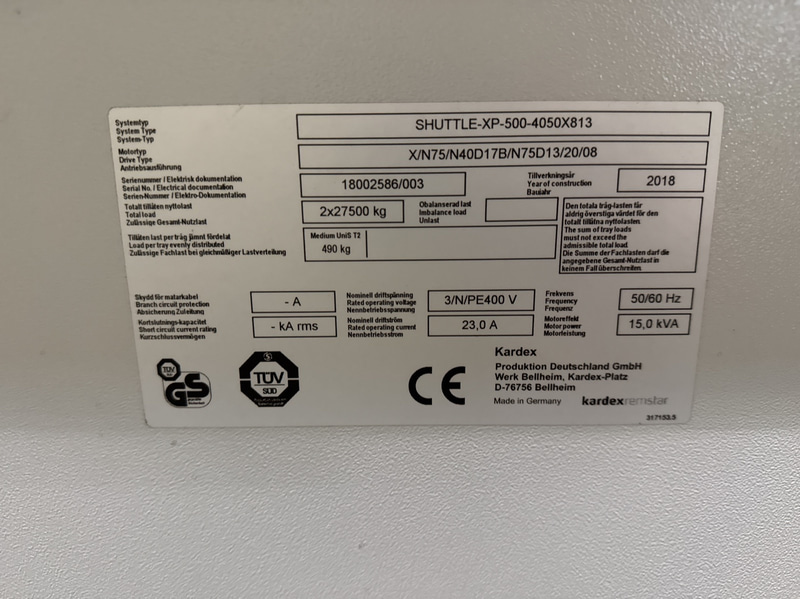 Systemtyp
System Type
System-Typ
SHUTTLE-XP-500-4050X813
Motortyp
Drive Type
Antriebsausführung
X/N75/N40D17B/N75D13/20/08
Serienummer / Elektrisk dokumentation
Serial No. / Electrical documentation
Serien-Nummer / Elektro-Dokumentation
18002586/003
Tillverkningsår
Year of construction
Baujahr
2018
Totalt tillåten nyttolast
Total load
Zulässige Gesamt-Nutzlast
2x27500 kg
Obalanserad last
Imbalance load
Unlast
Den totala träg-lasten får
aldrig överstiga värdet för den
totalt tillåtna nyttolasten.
The sum of tray loads
must not exceed the
admissible total load.
Die Summe der Fachlasten darf die
angegebene Gesamt-Nutzlast in
keinem Fall überschreiten.
Tillåten last per tråg jämnt fördelat
Load per tray evenly distributed
Zulässige Fachlast bei gleichmäßiger Lastverteilung
Medium UniS T2
490 kg
Skydd för matarkabel
Branch circuit protection
Absicherung Zuleitung
- A
Nominell driftspänning
Rated operating voltage
Nennbetriebsspannung
3/N/PE400 V
Frekvens
Frequency
Frequenz
50/60 Hz
Kortslutnings-kapacitet
Short circuit current rating
Kurzschlussvermögen
- kA rms
Nominell driftström
Rated operating current
Nennbetriebsstrom
23,0 A
Motoreffekt
Motor power
Motorleistung
15,0 kVA
TÜV
GS
TÜV
SÜD
CE
Kardex
Produktion Deutschland GmbH
Werk Bellheim, Kardex-Platz
D-76756 Bellheim
Made in Germany
kardexremstar
317153.5